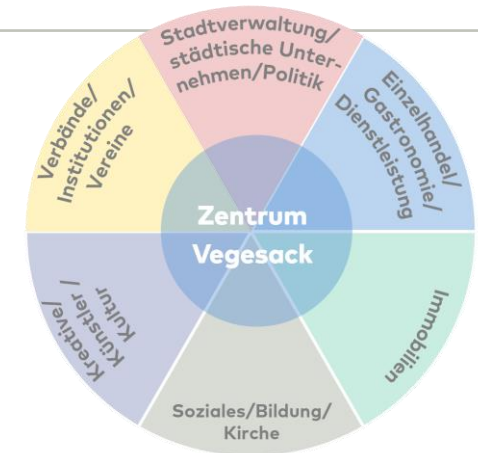 Stadtverwaltung/
städtische Unter-
nehmen/Politik
Einzelhandel/
Gastronomie/
Dienstleistung
Immobilien
Soziales/Bildung/
Kirche
Kreative/
Künstler/
Kultur
Verbände/
Institutionen/
Vereine
Zentrum
Vegesack